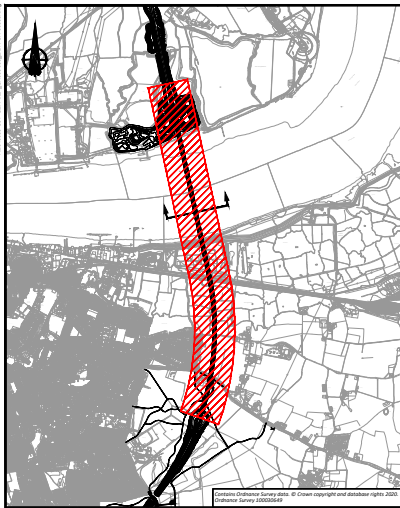 Contains Ordnance Survey data. © Crown copyright and database rights 2020.
Ordnance Survey 100030649